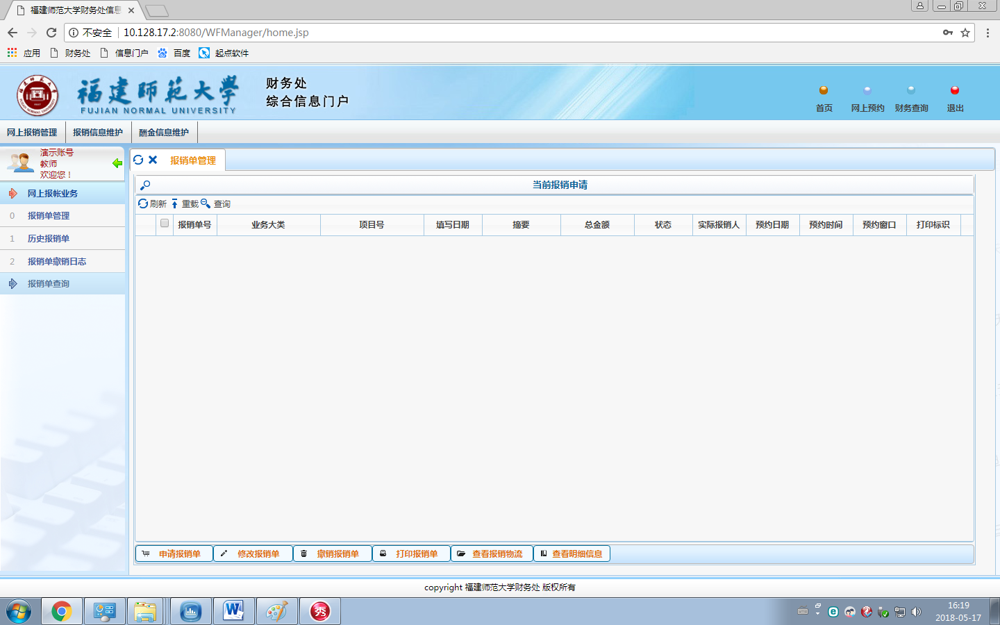 福建师范大学财务处信息
不安全 10.128.17.2:8080/WFManager/home.jsp
应用 财务处 信息门户 百度 起点软件
福建师范大学
FUJIAN NORMAL UNIVERSITY
财务处
综合信息门户
首页 网上预约 财务查询 退出
网上报销管理 报销信息维护 酬金信息维护
演示账号
教师
欢迎您！
网上报帐业务
0 报销单管理
1 历史报销单
2 报销单撤销日志
报销单查询
报销单管理
当前报销申请
刷新 重载 查询
报销单号 业务大类 项目号 填写日期 摘要 总金额 状态 实际报销人 预约日期 预约时间 预约窗口 打印标识
申请报销单 修改报销单 撤销报销单 打印报销单 查看报销物流 查看明细信息
copyright 福建师范大学财务处 版权所有
16:19
2018-05-17